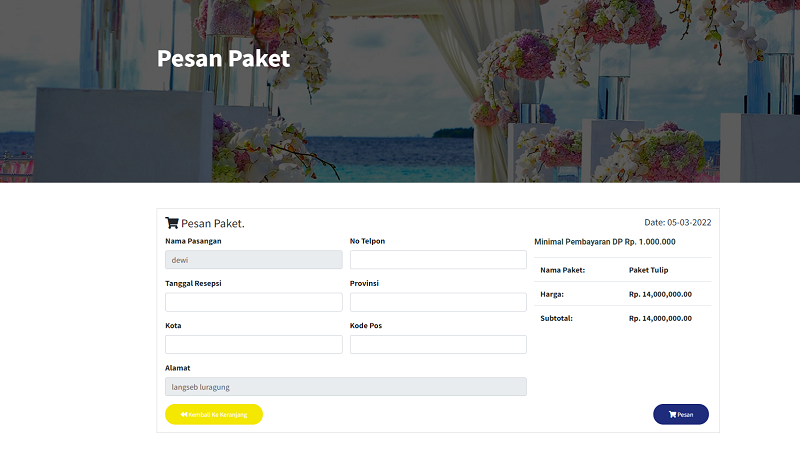 Pesan Paket
Pesan Paket.
Date: 05-03-2022
Nama Pasangan
No Telpon
dewi
Tanggal Resepsi
Provinsi
Kota
Kode Pos
Alamat
langseb luragung
Minimal Pembayaran DP Rp. 1.000.000
Nama Paket: Paket Tulip
Harga: Rp. 14,000,000.00
Subtotal: Rp. 14,000,000.00
Kembali Ke Keranjang
Pesan